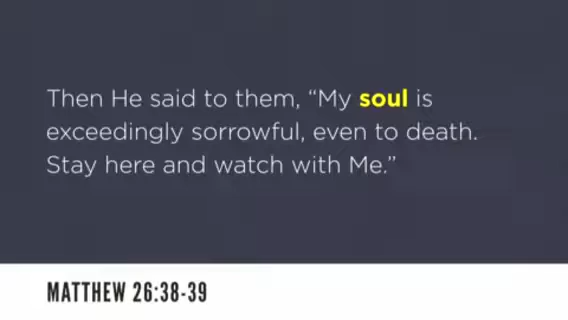 Then He said to them, “My soul is
exceedingly sorrowful, even to death.
Stay here and watch with Me.”
MATTHEW 26:38-39